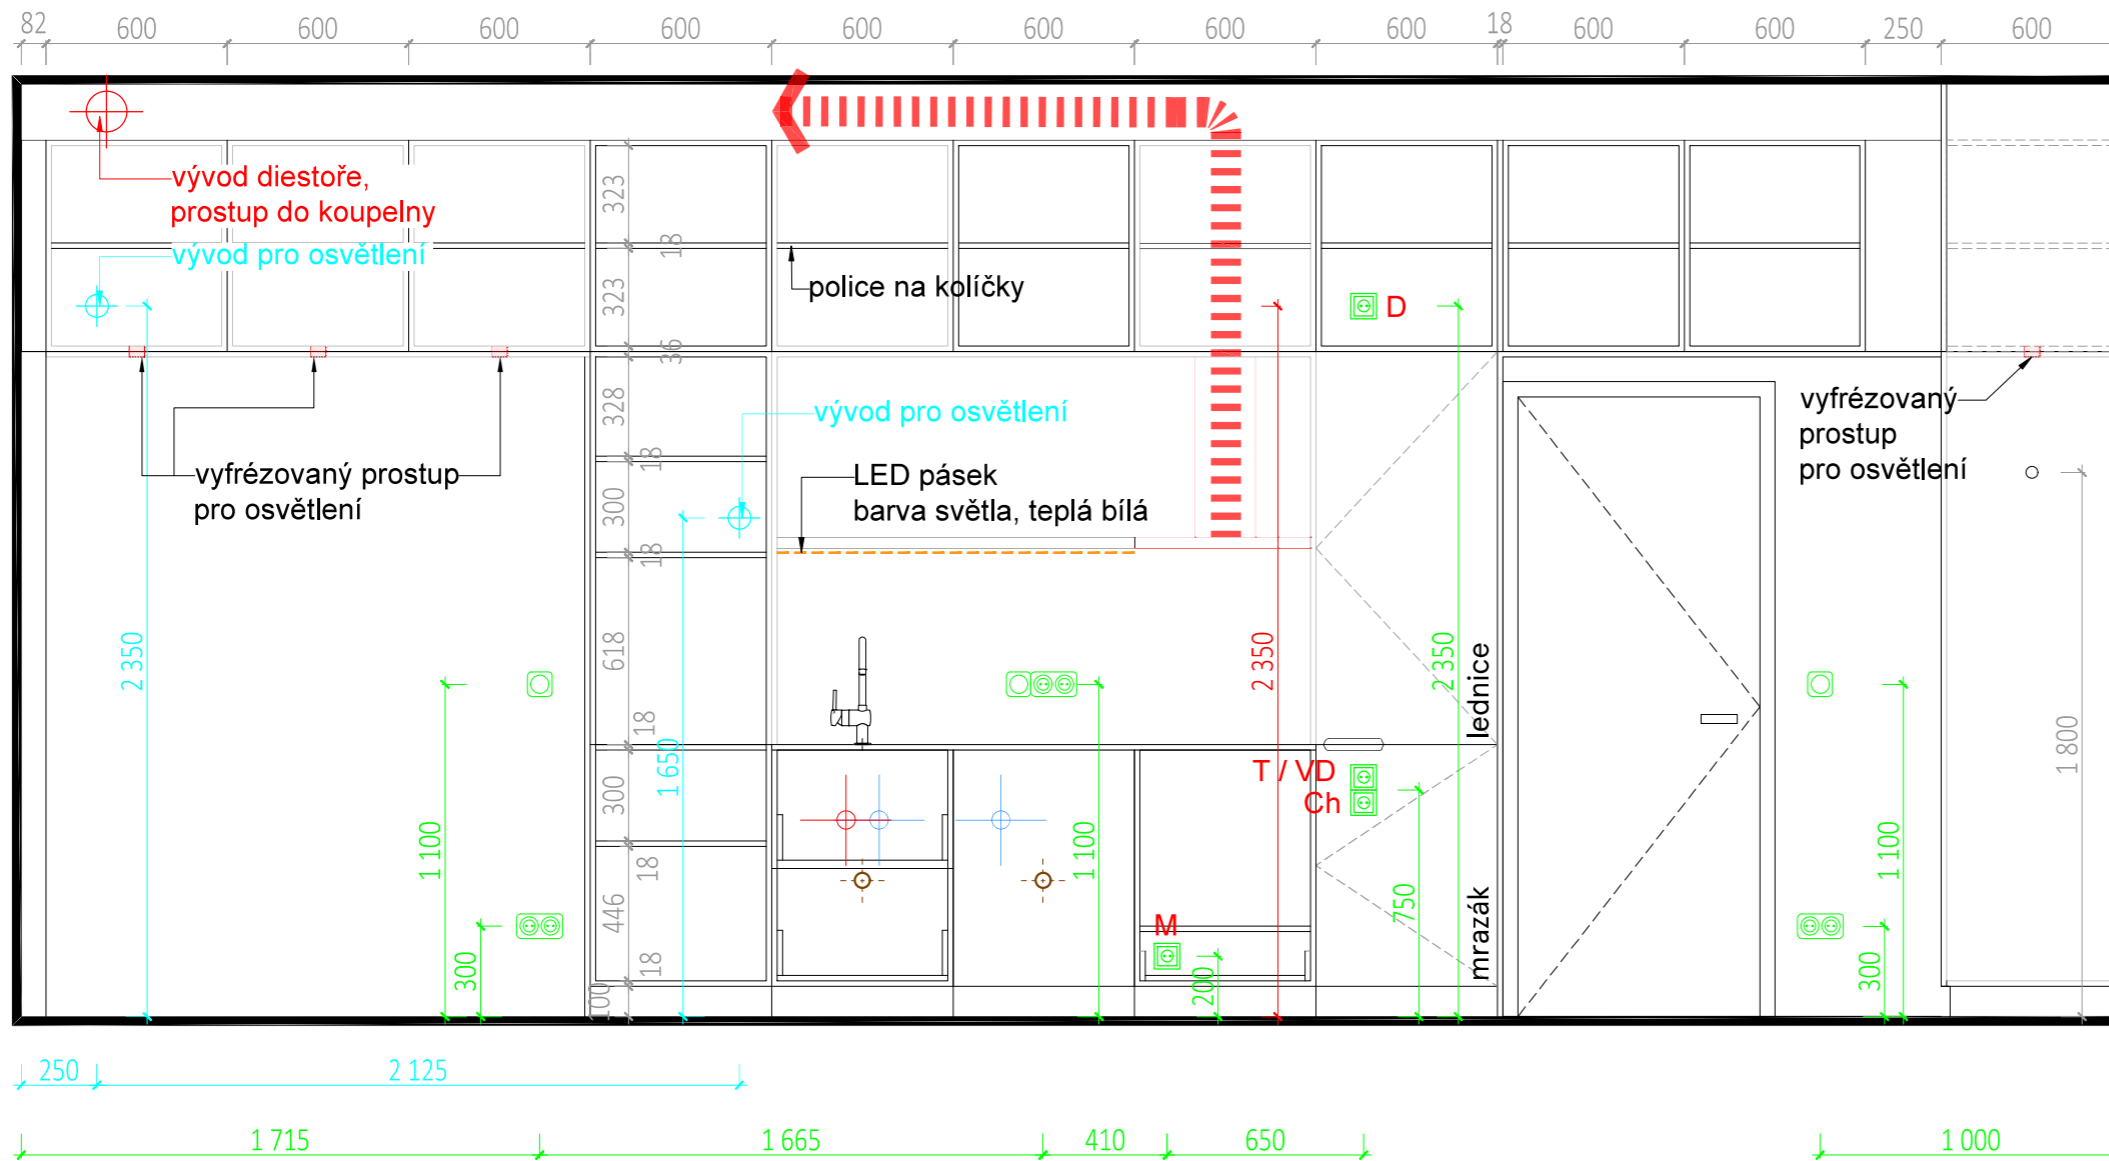 82 600 600 600 600 600 600 600 600 18 600 600 250 600
vývod diestoře,
prostup do koupelny
vývod pro osvětlení
323
18
police na kolíčky
323
D
36
328
vývod pro osvětlení
vyfrézovaný
prostup
pro osvětlení
18
vyfrézovaný prostup
pro osvětlení
LED pásek
barva světla, teplá bílá
300
18
2 350
618
2 350
2 350
lednice
18
1 650
1 800
T / VD
Ch
300
1 100
1 100
1 100
18
750
446
mrazák
M
18
300
200
300
100
250 2 125
1 715 1 665 410 650 1 000